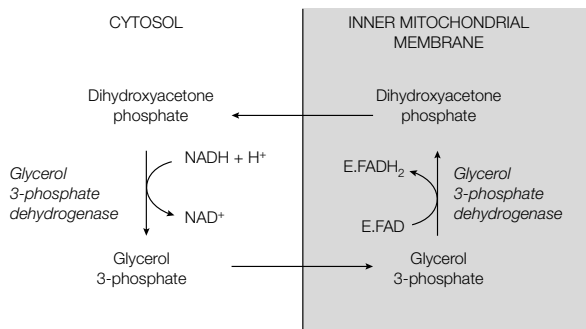 CYTOSOL
INNER MITOCHONDRIAL
MEMBRANE
Dihydroxyacetone
phosphate
Dihydroxyacetone
phosphate
Glycerol
3-phosphate
dehydrogenase
NADH + H⁺
NAD⁺
E.FADH₂
E.FAD
Glycerol
3-phosphate
dehydrogenase
Glycerol
3-phosphate
Glycerol
3-phosphate